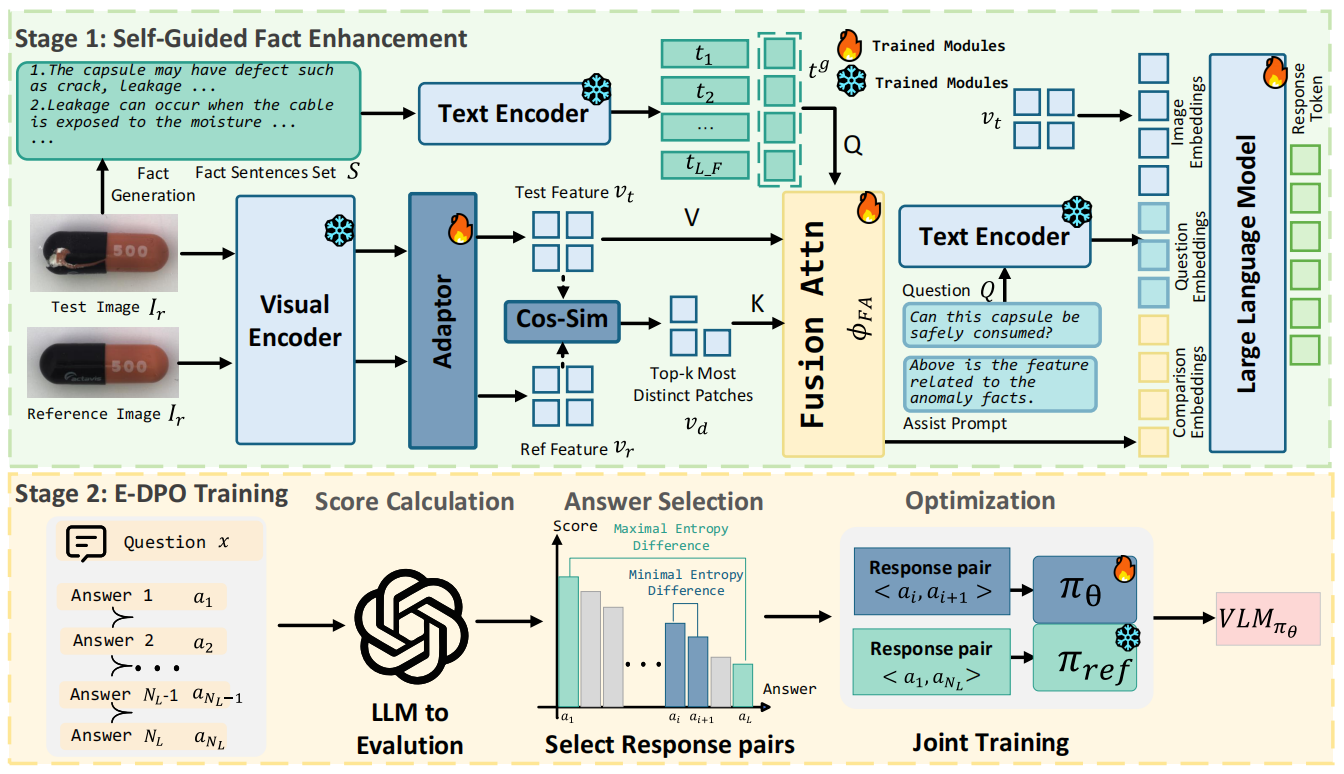 Stage 1: Self-Guided Fact Enhancement
1.The capsule may have defect such
as crack, leakage ...
2.Leakage can occur when the cable
is exposed to the moisture ...
...
Fact Sentences Set S
Fact
Generation
Text Encoder
t_1
t_2
...
t_{L_F}
t^g
Trained Modules
Trained Modules
Q
500
Test Image I_r
actavis
500
Reference Image I_r
Visual
Encoder
Adaptor
Test Feature v_t
Cos-Sim
Ref Feature v_r
V
K
Top-k Most
Distinct Patches
v_d
Fusion Attn
ϕ_{FA}
v_t
Text Encoder
Question Q
Can this capsule be
safely consumed?
Above is the feature
related to the
anomaly facts.
Assist Prompt
Image
Embeddings
Question
Embeddings
Comparison
Embeddings
Large Language Model
Response
Token
Stage 2: E-DPO Training
Question x
Answer 1 a_1
Answer 2 a_2
...
Answer N_L-1 a_{N_L-1}
Answer N_L a_{N_L}
Score Calculation
LLM to
Evalution
Answer Selection
Score
Maximal Entropy
Difference
Minimal Entropy
Difference
...
Answer
a_1 a_i a_{i+1} a_L
Select Response pairs
Optimization
Response pair
< a_i, a_{i+1} >
π_θ
Response pair
< a_1, a_{N_L} >
π_{ref}
Joint Training
VLM_{π_θ}